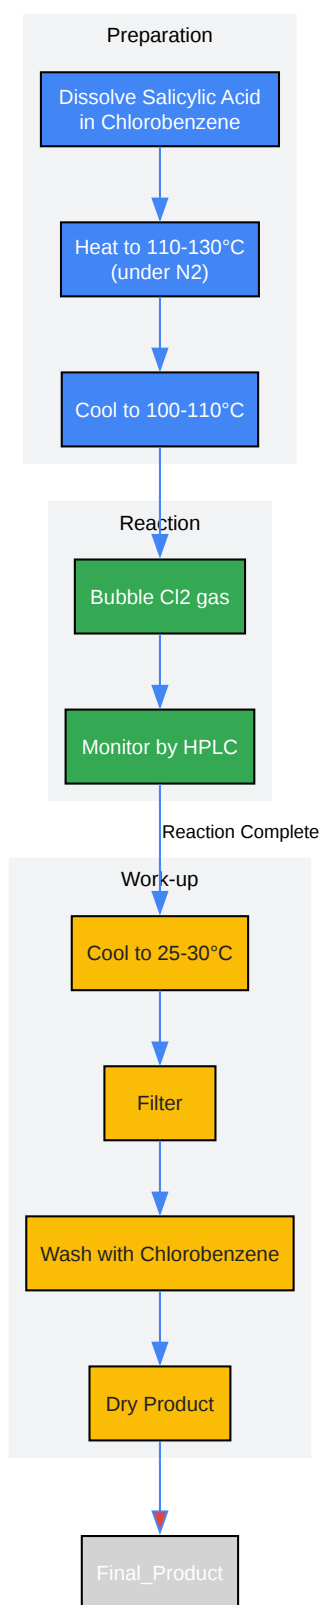 Preparation
Dissolve Salicylic Acid
in Chlorobenzene
Heat to 110-130°C
(under N2)
Cool to 100-110°C
Reaction
Bubble Cl2 gas
Monitor by HPLC
Reaction Complete
Work-up
Cool to 25-30°C
Filter
Wash with Chlorobenzene
Dry Product
Final_Product